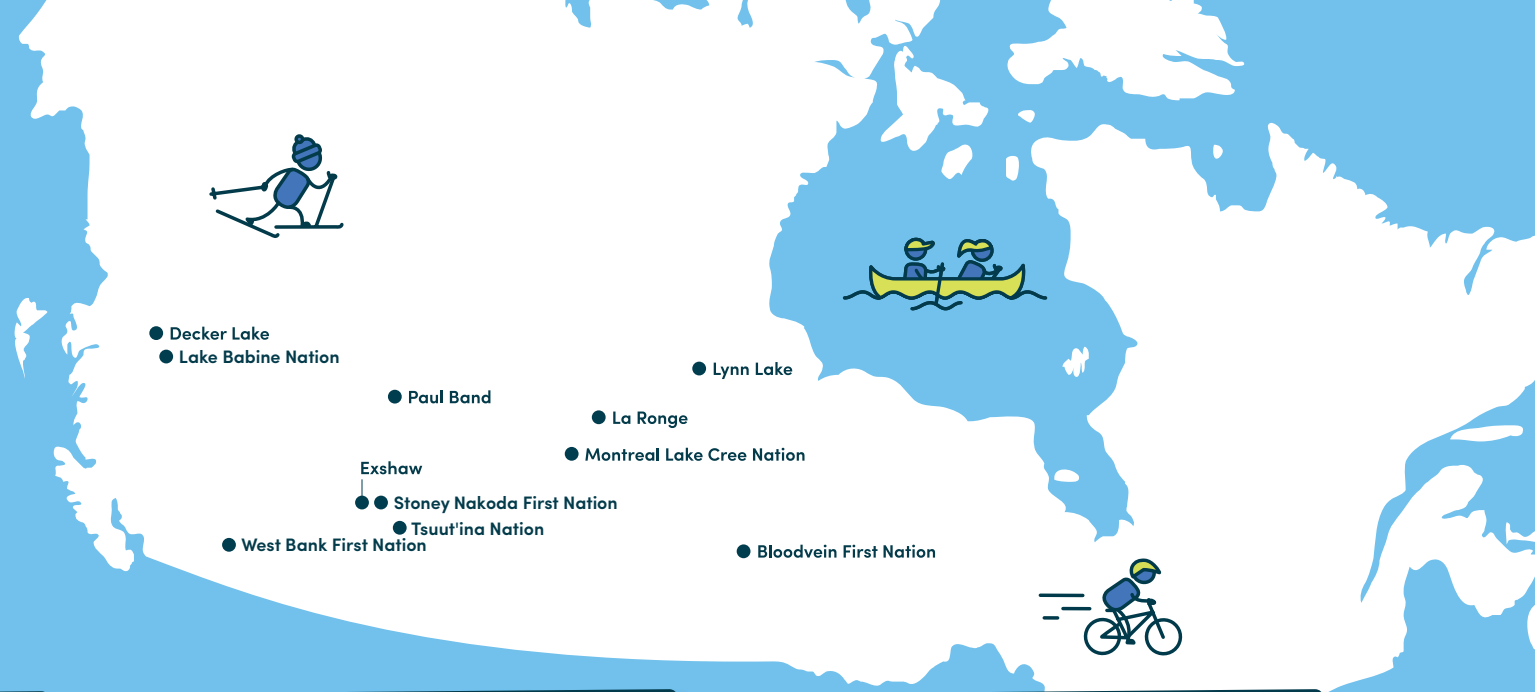 Decker Lake
Lake Babine Nation
Lynn Lake
Paul Band
La Ronge
Montreal Lake Cree Nation
Exshaw
Stoney Nakoda First Nation
Tsuut'ina Nation
West Bank First Nation
Bloodvein First Nation